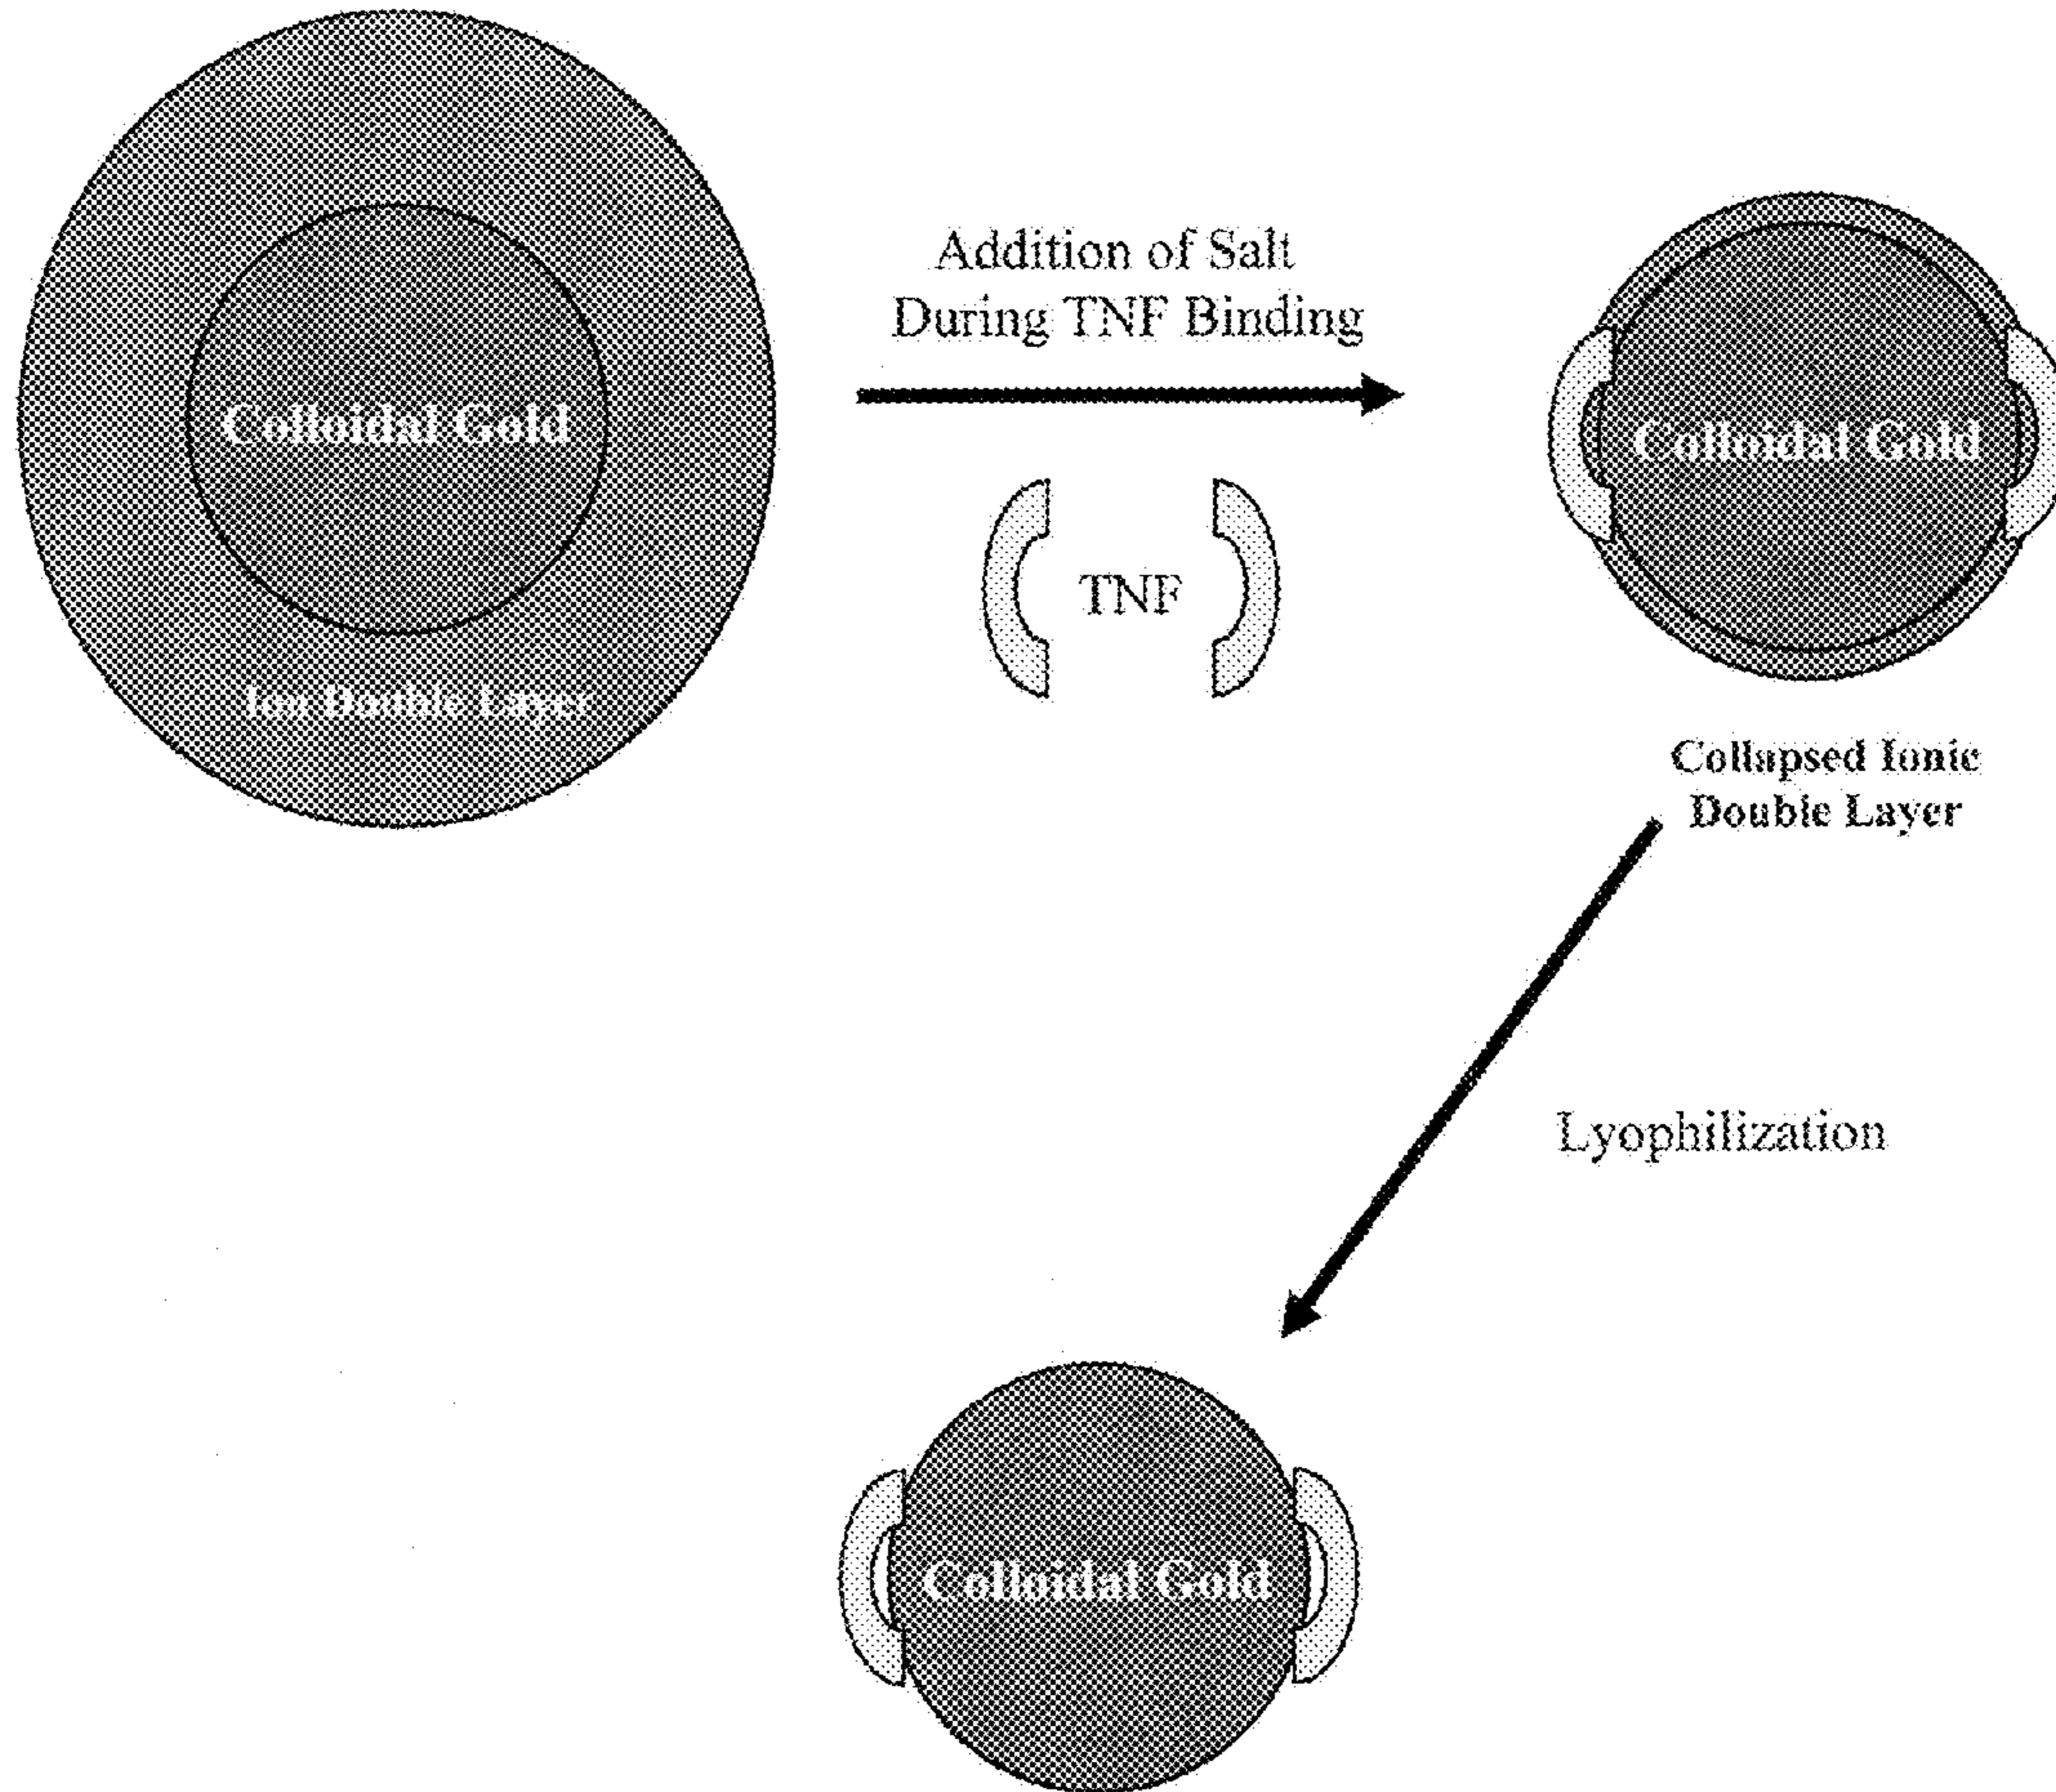 Addition of Salt
During TNF Binding
Colloidal Gold
TNF
Colloidal Gold
Ion Double Layer
Collapsed Ionic
Double Layer
Lyophilization
Colloidal Gold